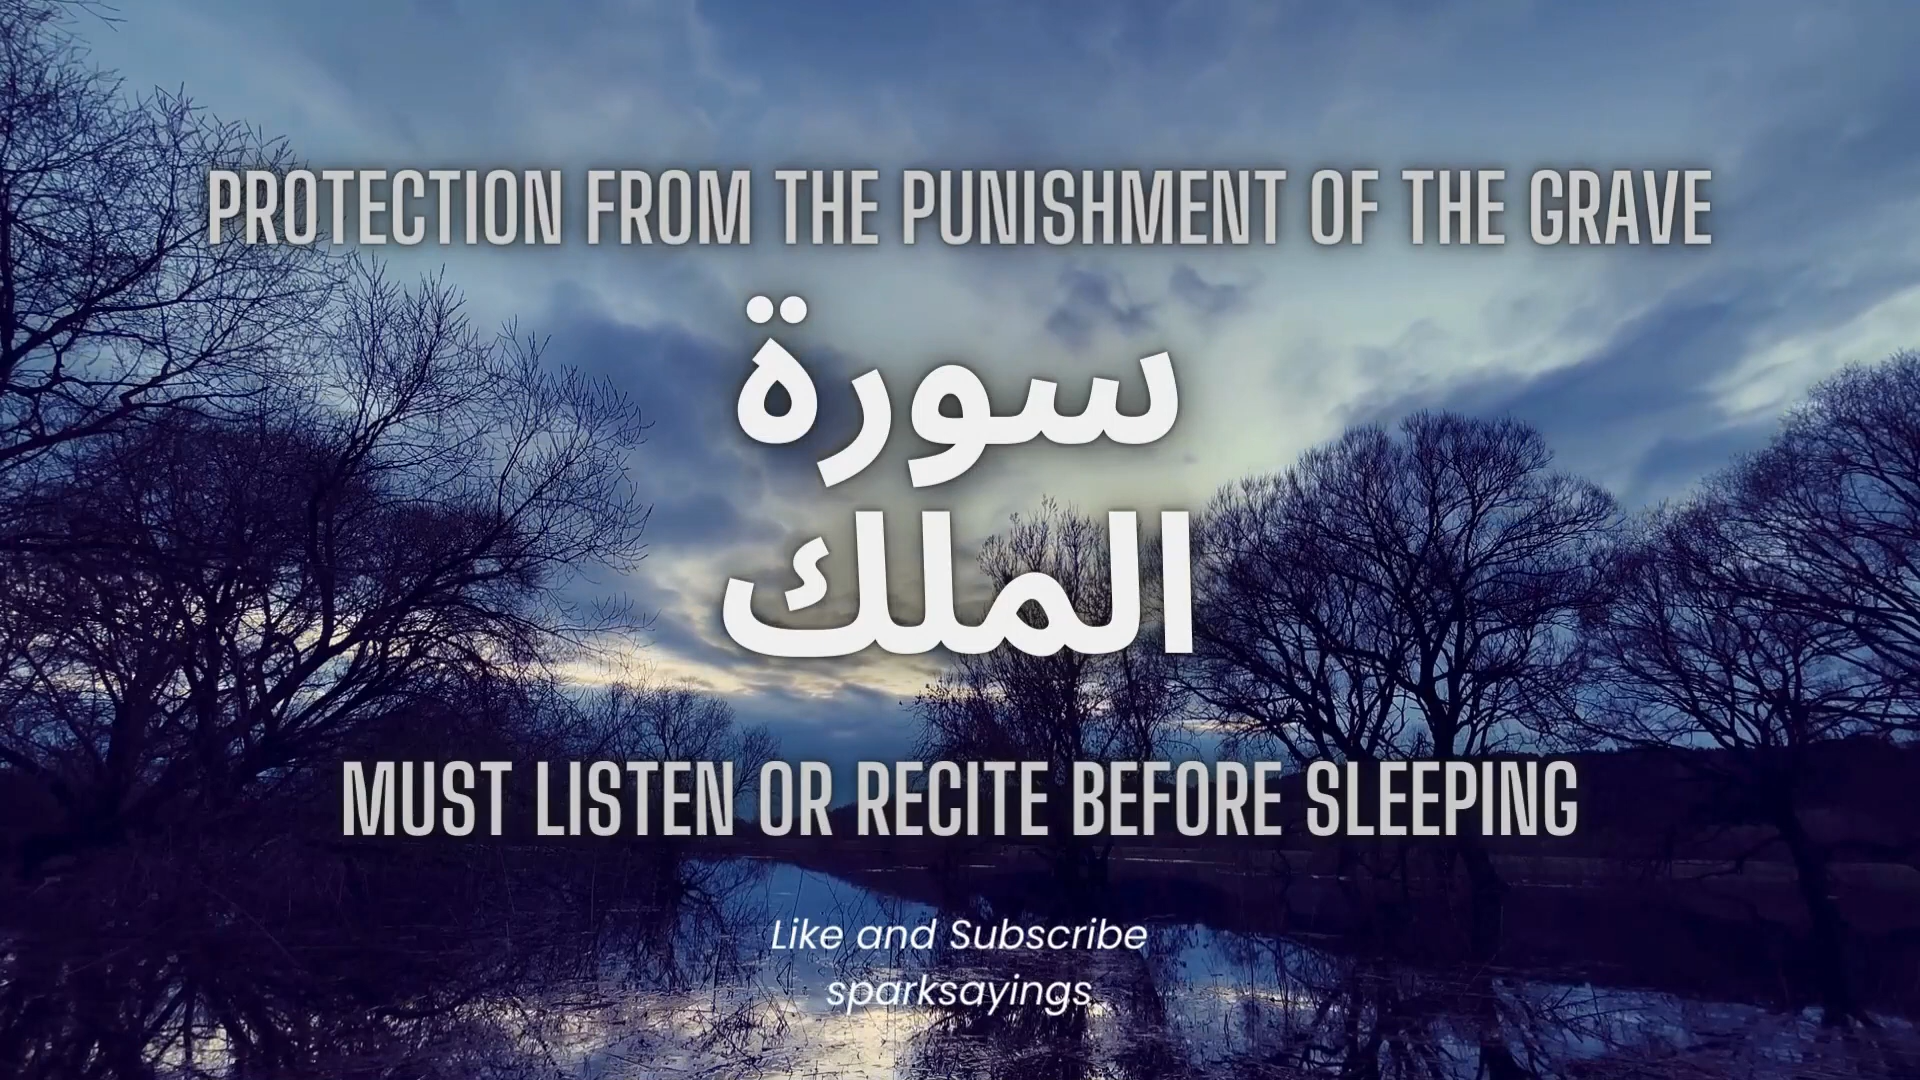 PROTECTION FROM THE PUNISHMENT OF THE GRAVE
سورة
الملك
MUST LISTEN OR RECITE BEFORE SLEEPING
Like and Subscribe
sparksayings